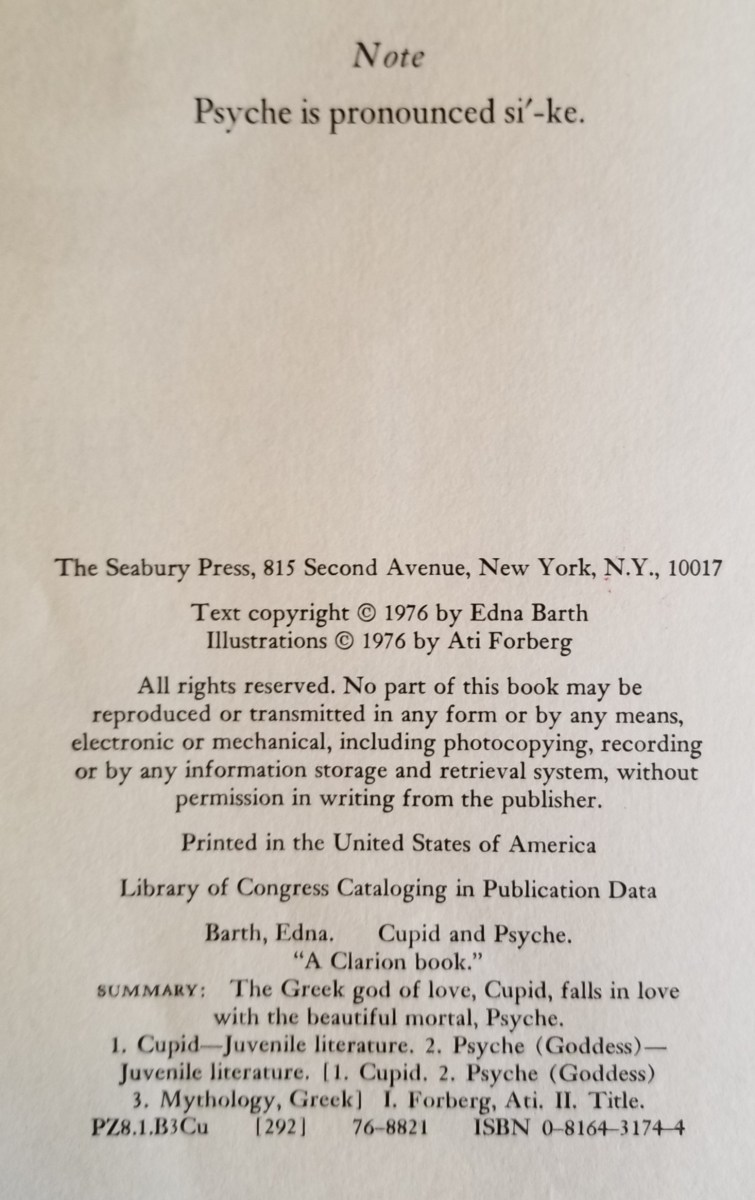 Note
Psyche is pronounced si′-ke.
The Seabury Press, 815 Second Avenue, New York, N.Y., 10017
Text copyright © 1976 by Edna Barth
Illustrations © 1976 by Ati Forberg
All rights reserved. No part of this book may be
reproduced or transmitted in any form or by any means,
electronic or mechanical, including photocopying, recording
or by any information storage and retrieval system, without
permission in writing from the publisher.
Printed in the United States of America
Library of Congress Cataloging in Publication Data
Barth, Edna. Cupid and Psyche.
“A Clarion book.”
SUMMARY: The Greek god of love, Cupid, falls in love
with the beautiful mortal, Psyche.
1. Cupid—Juvenile literature. 2. Psyche (Goddess)—
Juvenile literature. [1. Cupid. 2. Psyche (Goddess)
3. Mythology, Greek] I. Forberg, Ati. II. Title.
PZ8.1.B3Cu [292] 76-8821 ISBN 0-8164-3174-4